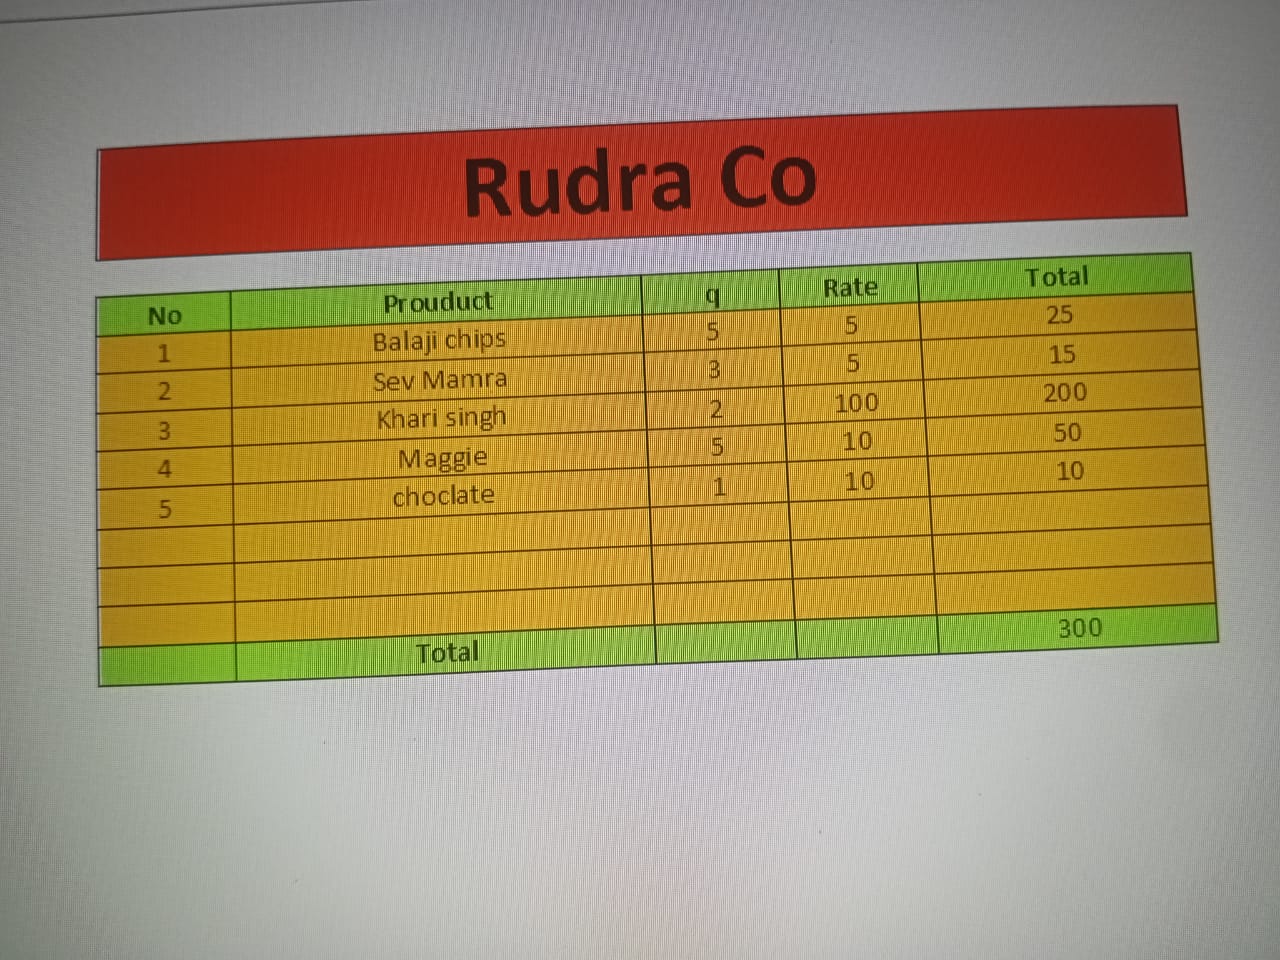 Rudra Co
No Prouduct q Rate Total
1 Balaji chips 5 5 25
2 Sev Mamra 3 5 15
3 Khari singh 2 100 200
4 Maggie 5 10 50
5 choclate 1 10 10
Total 300